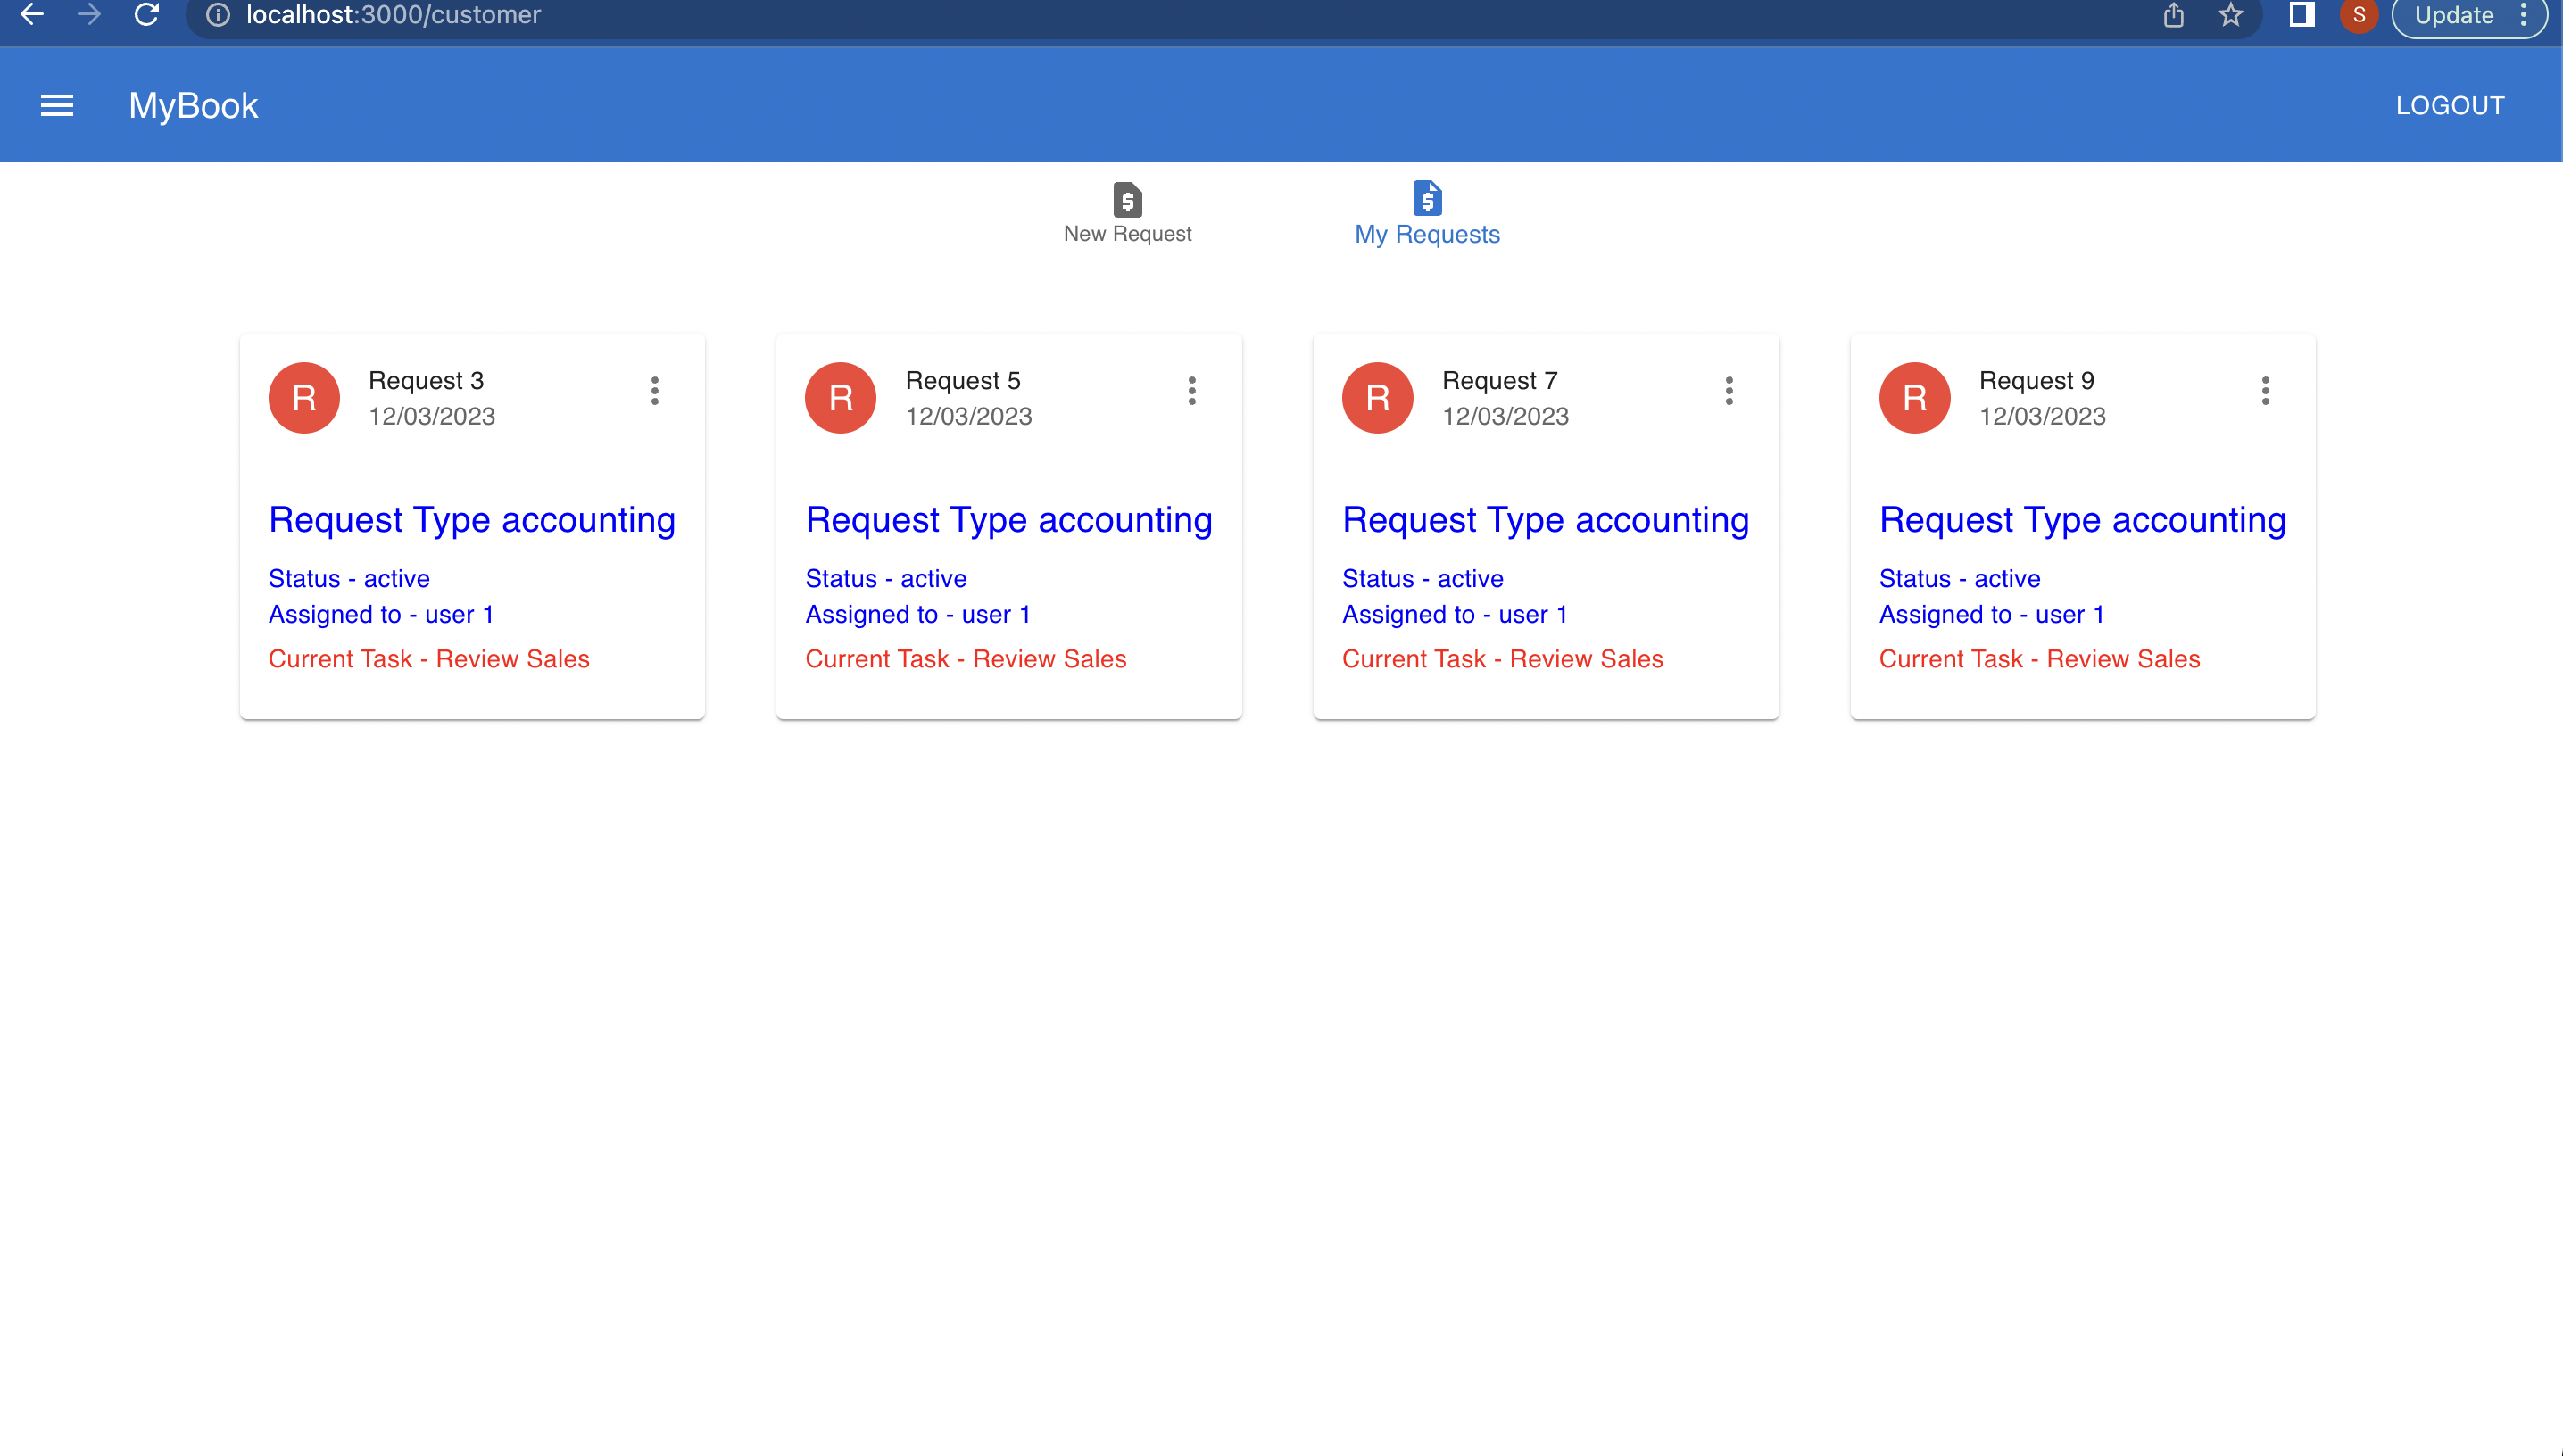 localhost:3000/customer
S
Update
MyBook
LOGOUT
New Request
My Requests
R
Request 3
12/03/2023
Request Type accounting
Status - active
Assigned to - user 1
Current Task - Review Sales
R
Request 5
12/03/2023
Request Type accounting
Status - active
Assigned to - user 1
Current Task - Review Sales
R
Request 7
12/03/2023
Request Type accounting
Status - active
Assigned to - user 1
Current Task - Review Sales
R
Request 9
12/03/2023
Request Type accounting
Status - active
Assigned to - user 1
Current Task - Review Sales